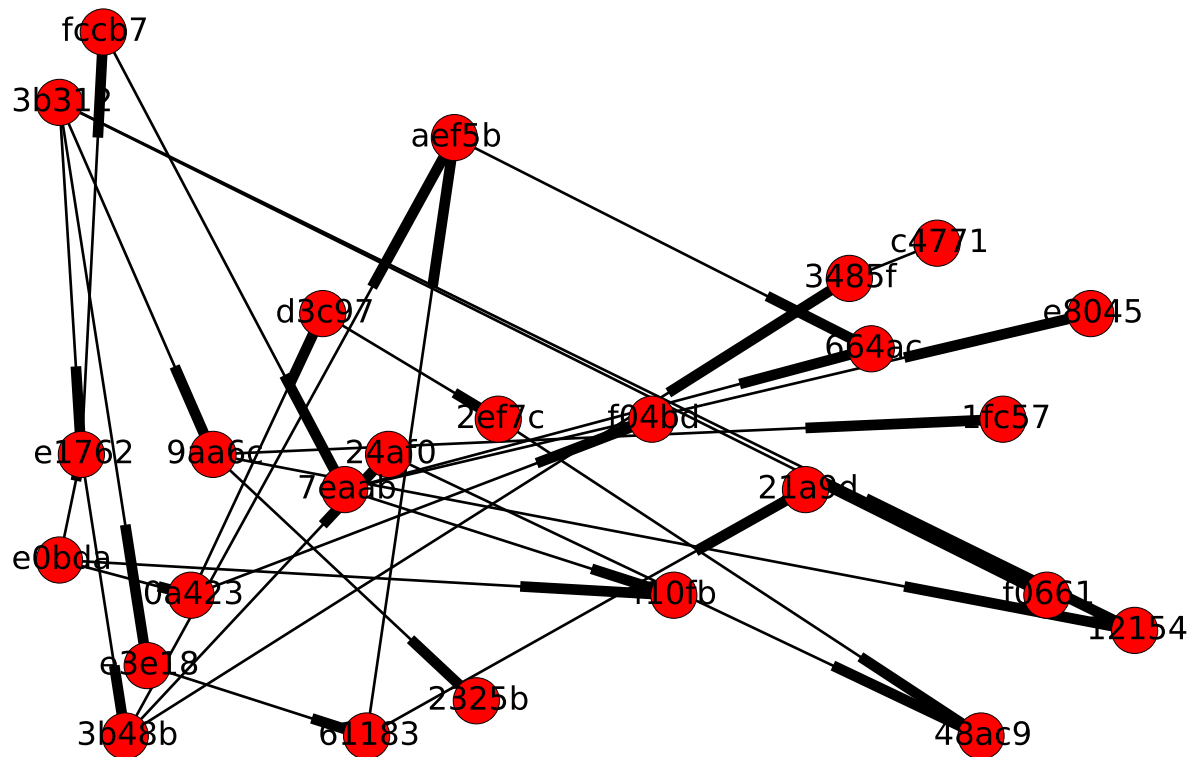 fccb7
3b312
aef5b
c4771
3485f
d3c97
e8045
664ac
2ef7c
f04bd
1fc57
e1762
9aa6c
24af0
7eaab
21a9d
e0bda
0a423
f10fb
f0661
12154
e3e18
2325b
3b48b
61183
48ac9